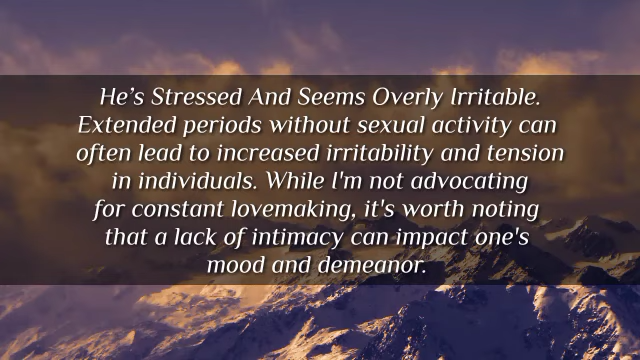 He’s Stressed And Seems Overly Irritable.
Extended periods without sexual activity can
often lead to increased irritability and tension
in individuals. While I'm not advocating
for constant lovemaking, it's worth noting
that a lack of intimacy can impact one's
mood and demeanor.